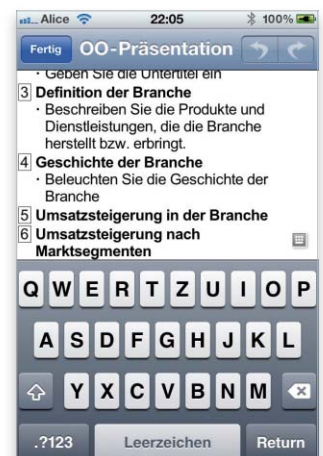 Alice 22:05 100%
Fertig OO-Präsentation
· Geben Sie die Untertitel ein
3 Definition der Branche
· Beschreiben Sie die Produkte und
Dienstleistungen, die die Branche
herstellt bzw. erbringt.
4 Geschichte der Branche
· Beleuchten Sie die Geschichte der
Branche
5 Umsatzsteigerung in der Branche
6 Umsatzsteigerung nach
Marktsegmenten
Q W E R T Z U I O P
A S D F G H J K L
Y X C V B N M
.?123 Leerzeichen Return